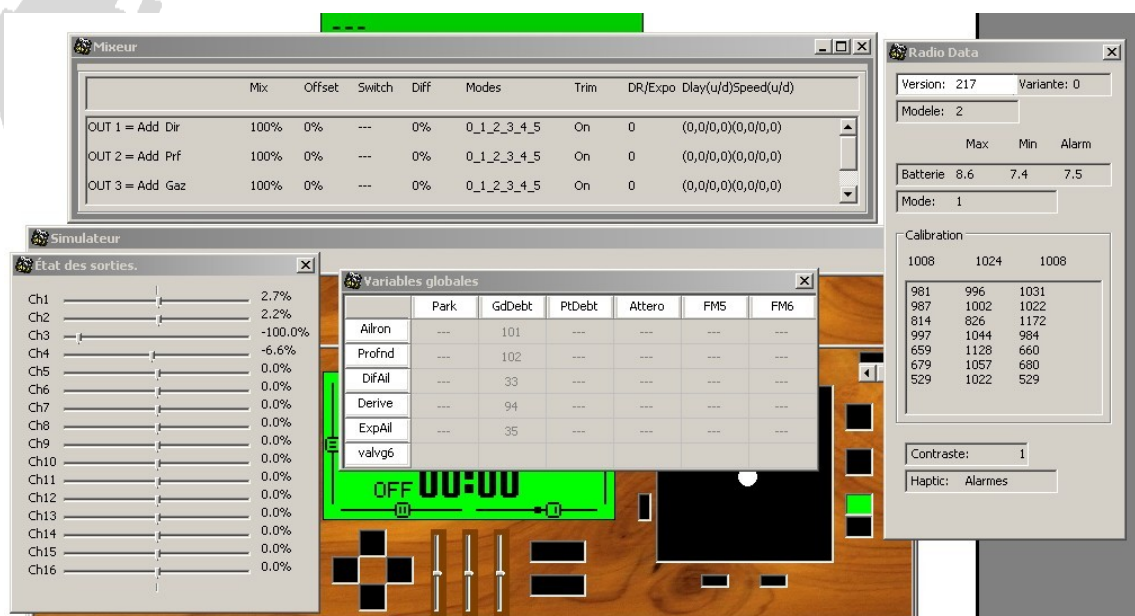 ---
Mixeur
Mix Offset Switch Diff Modes Trim DR/Expo Dlay(u/d)Speed(u/d)
OUT 1 = Add Dir 100% 0% --- 0% 0_1_2_3_4_5 On 0 (0,0/0,0)(0,0/0,0)
OUT 2 = Add Prf 100% 0% --- 0% 0_1_2_3_4_5 On 0 (0,0/0,0)(0,0/0,0)
OUT 3 = Add Gaz 100% 0% --- 0% 0_1_2_3_4_5 On 0 (0,0/0,0)(0,0/0,0)
Radio Data
Version: 217 Variante: 0
Modele: 2
Max Min Alarm
Batterie 8.6 7.4 7.5
Mode: 1
Calibration
1008 1024 1008
981 996 1031
987 1002 1022
814 826 1172
997 1044 984
659 1128 660
679 1057 680
529 1022 529
Contraste: 1
Haptic: Alarmes
Simulateur
État des sorties.
Ch1 2.7%
Ch2 2.2%
Ch3 -100.0%
Ch4 -6.6%
Ch5 0.0%
Ch6 0.0%
Ch7 0.0%
Ch8 0.0%
Ch9 0.0%
Ch10 0.0%
Ch11 0.0%
Ch12 0.0%
Ch13 0.0%
Ch14 0.0%
Ch15 0.0%
Ch16 0.0%
Variables globales
Park GdDebt PtDebt Attero FM5 FM6
Ailron --- 101 --- --- --- ---
Profnd --- 102 --- --- --- ---
DifAil --- 33 --- --- --- ---
Derive --- 94 --- --- --- ---
ExpAil --- 35 --- --- --- ---
valvg6
OFF 00:00